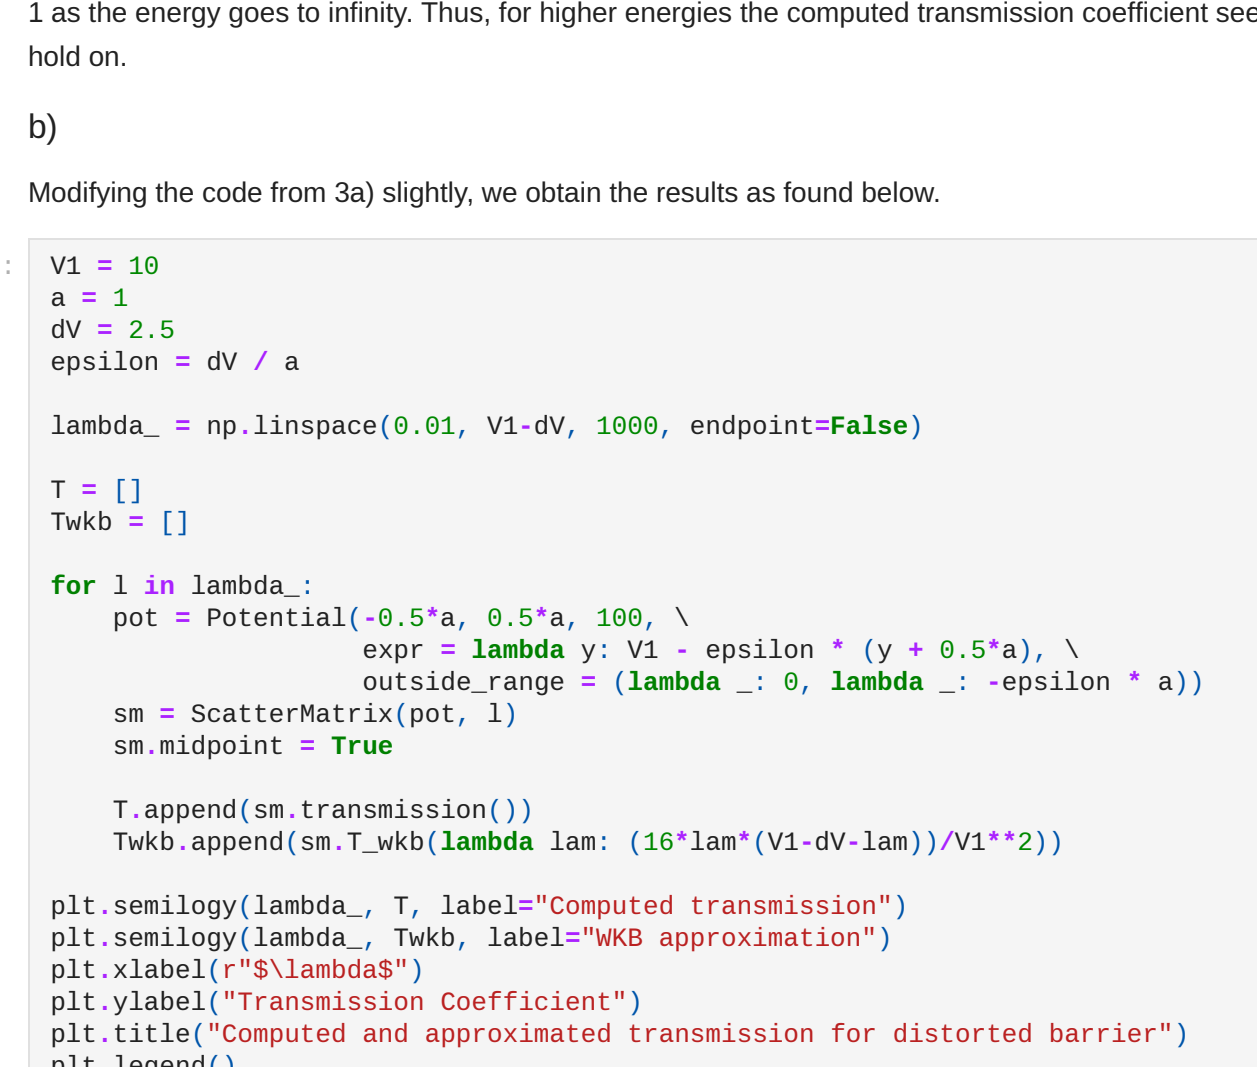 1 as the energy goes to infinity. Thus, for higher energies the computed transmission coefficient
hold on.
b)
Modifying the code from 3a) slightly, we obtain the results as found below.
:
V1 = 10
a = 1
dV = 2.5
epsilon = dV / a
lambda_ = np.linspace(0.01, V1-dV, 1000, endpoint=False)
T = []
Twkb = []
for l in lambda_:
    pot = Potential(-0.5*a, 0.5*a, 100, \
                    expr = lambda y: V1 - epsilon * (y + 0.5*a), \
                    outside_range = (lambda _: 0, lambda _: -epsilon * a))
    sm = ScatterMatrix(pot, l)
    sm.midpoint = True
    T.append(sm.transmission())
    Twkb.append(sm.T_wkb(lambda lam: (16*lam*(V1-dV-lam))/V1**2))
plt.semilogy(lambda_, T, label="Computed transmission")
plt.semilogy(lambda_, Twkb, label="WKB approximation")
plt.xlabel(r"$\lambda$")
plt.ylabel("Transmission Coefficient")
plt.title("Computed and approximated transmission for distorted barrier")
plt.legend()